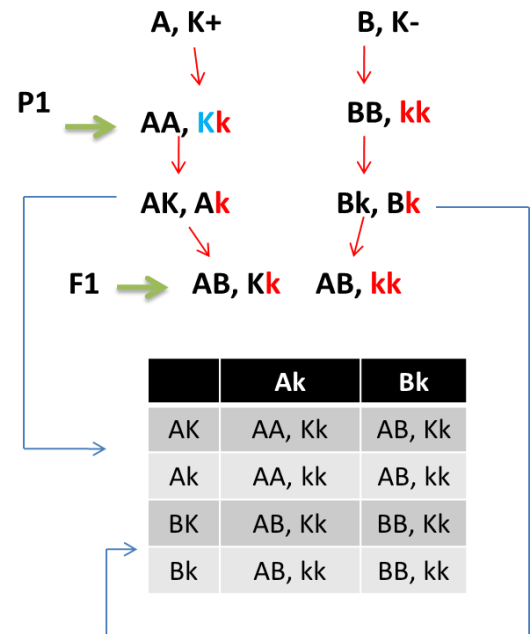 A, K+ B, K-
P1
AA, Kk BB, kk
AK, Ak Bk, Bk
F1 AB, Kk AB, kk
Ak Bk
AK AA, Kk AB, Kk
Ak AA, kk AB, kk
BK AB, Kk BB, Kk
Bk AB, kk BB, kk